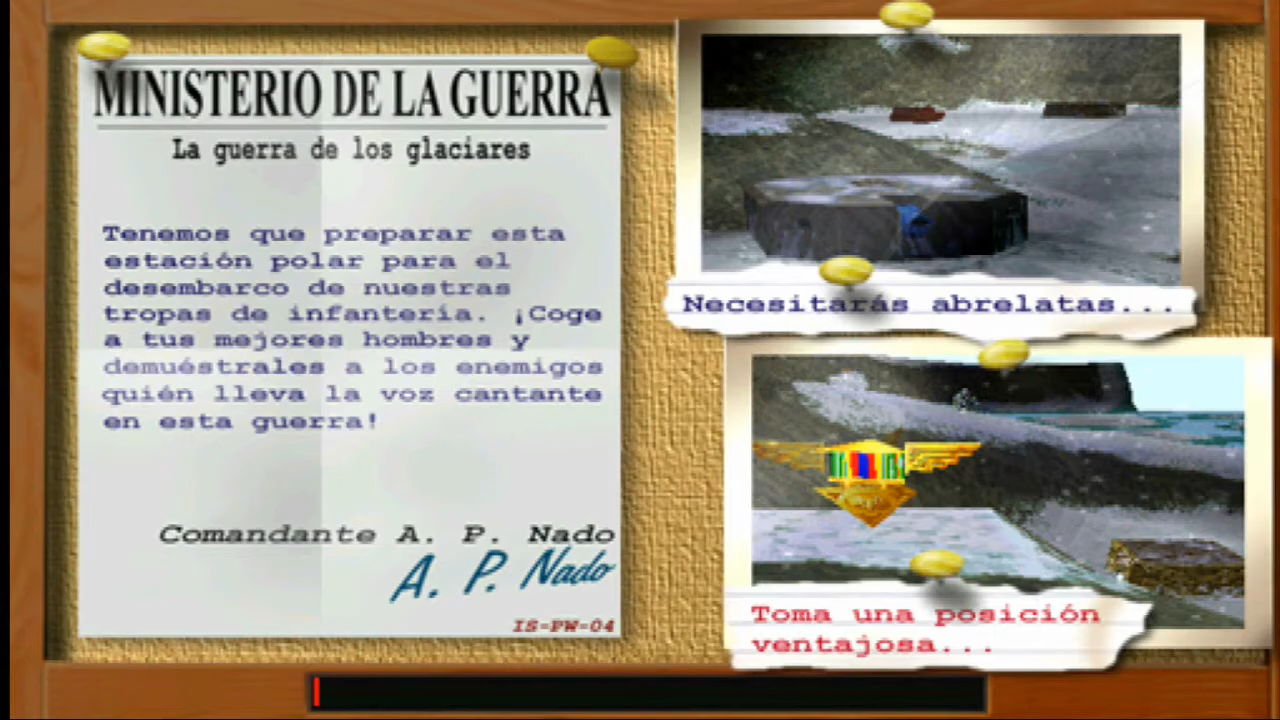 MINISTERIO DE LA GUERRA
La guerra de los glaciares
Tenemos que preparar esta
estación polar para el
desembarco de nuestras
tropas de infantería. ¡Coge
a tus mejores hombres y
demuéstrales a los enemigos
quién lleva la voz cantante
en esta guerra!
Comandante A. P. Nado
A. P. Nado
IS-PW-04
Necesitarás abrelatas...
Toma una posición
ventajosa...